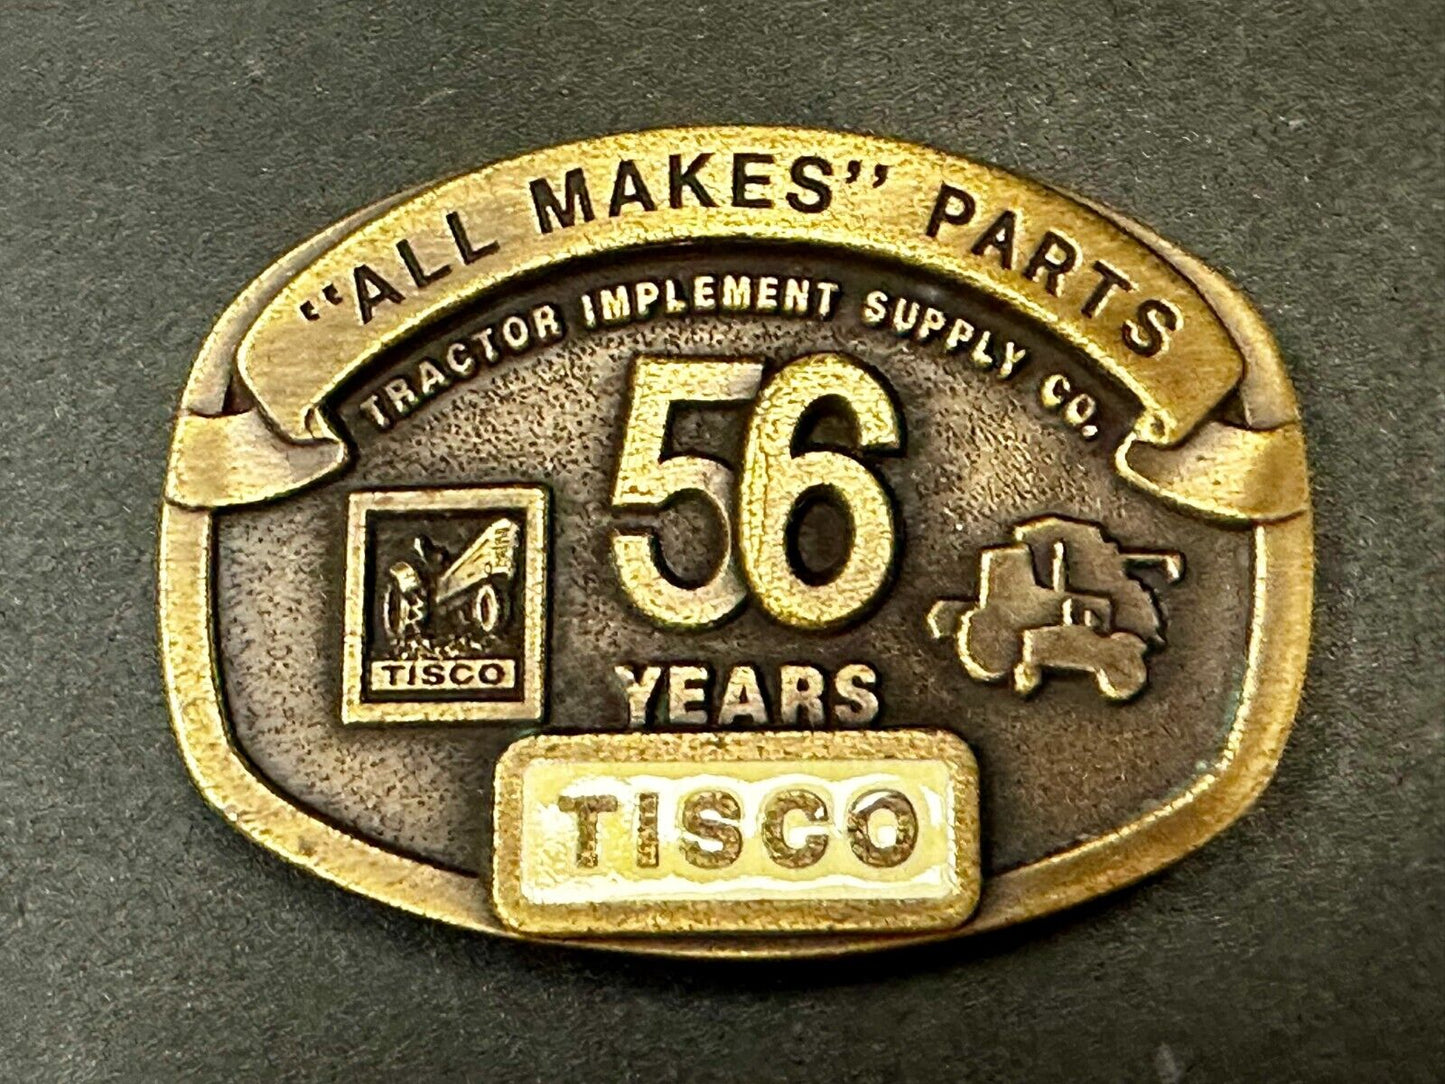 "ALL MAKES" PARTS
TRACTOR IMPLEMENT SUPPLY CO.
56
YEARS
TISCO
TISCO